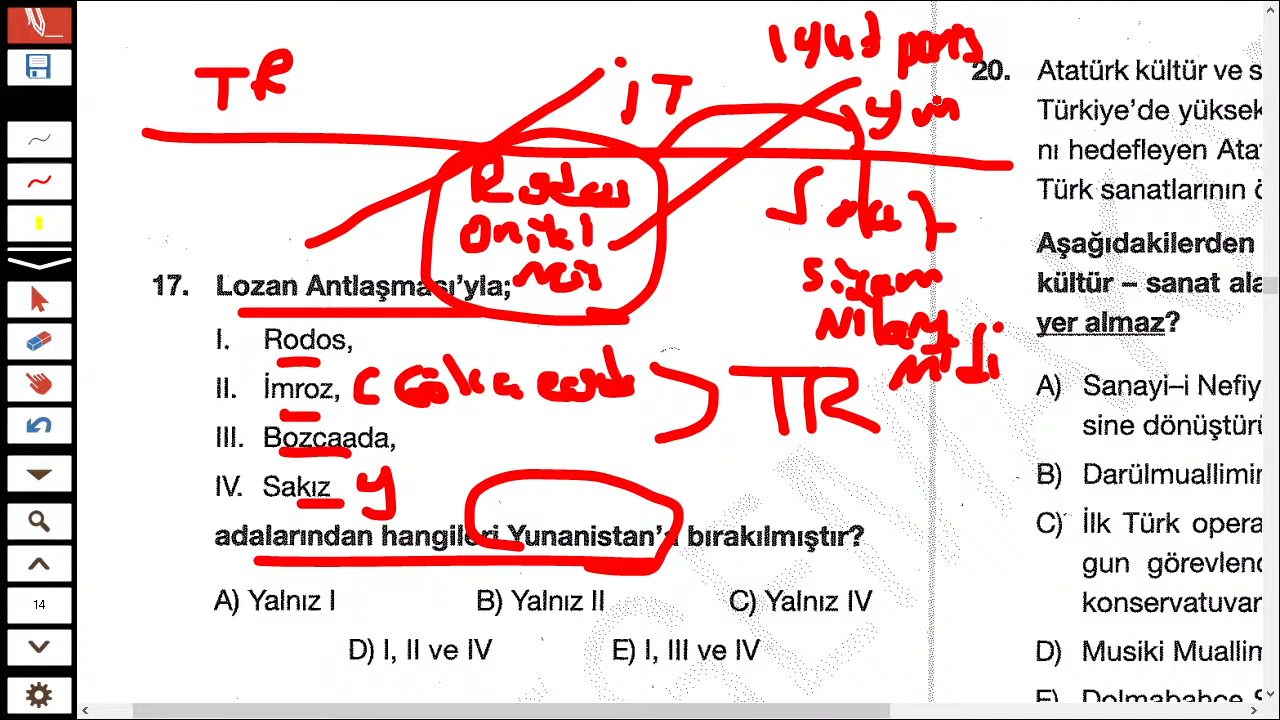 TR
İT
1947 paris
y m
Rodos
Oniki
Sakız
Sisam
Midi
17. Lozan Antlaşması'yla;
I. Rodos,
II. İmroz, Gökçeada
TR
III. Bozcaada,
IV. Sakız y
adalarından hangileri Yunanistan'a bırakılmıştır?
A) Yalnız I B) Yalnız II C) Yalnız IV
D) I, II ve IV E) I, III ve IV
14
20. Atatürk kültür ve s
Türkiye'de yüksek
nı hedefleyen Ata
Türk sanatlarının ö
Aşağıdakilerden
kültür – sanat ala
yer almaz?
A) Sanayi–i Nefiy
sine dönüştürü
B) Darülmuallimin
C) İlk Türk opera
gun görevlend
konservatuvar
D) Musiki Muallim
E) Dolmabahçe S